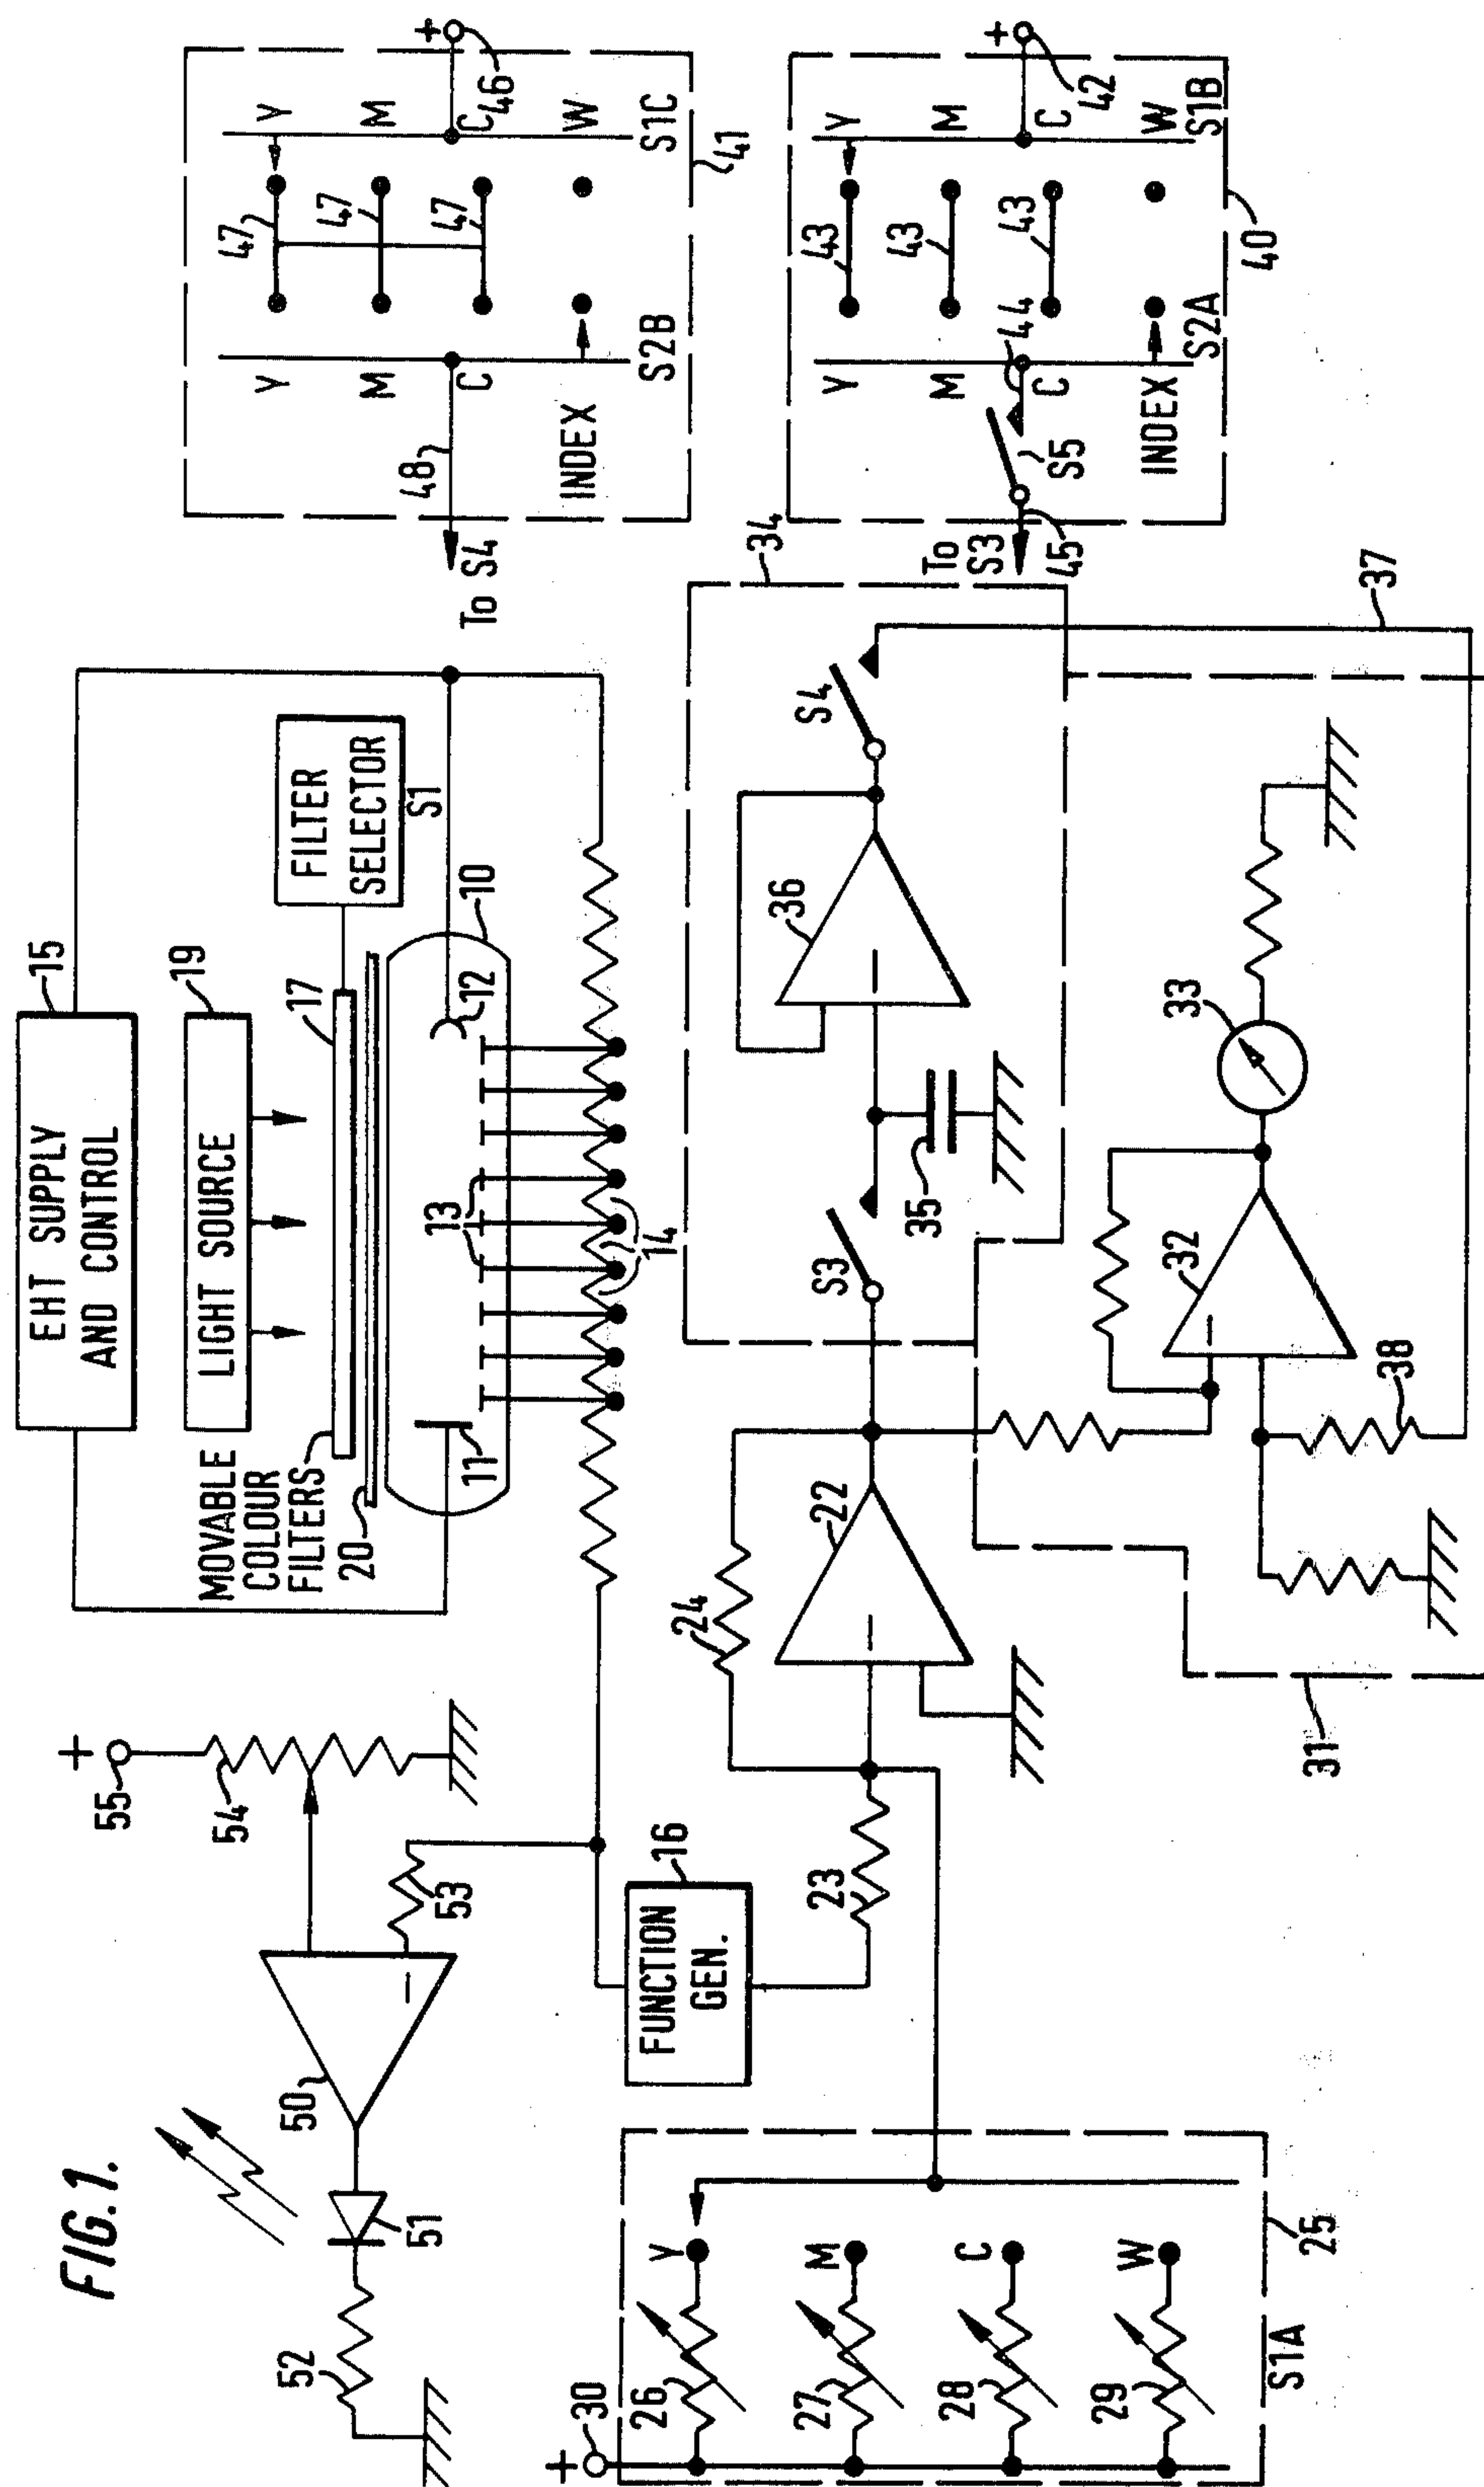 FIG. 1.
EHT SUPPLY
AND CONTROL
15
LIGHT SOURCE
19
MOVABLE
COLOUR
FILTERS
17
20
FILTER
SELECTOR
S1
10
11
12
13
14
+
55
54
53
50
51
52
FUNCTION
GEN.
16
23
24
22
+
30
26
27
28
29
Y
M
C
W
S1A
25
S3
35
36
S4
34
37
32
33
38
31
To S4
48
Y
M
C
INDEX
S2B
47
47
47
Y
M
C
W
S1C
+
46
41
To
S3
45
S5
44
Y
M
C
INDEX
S2A
43
43
43
Y
M
C
W
S1B
+
42
40